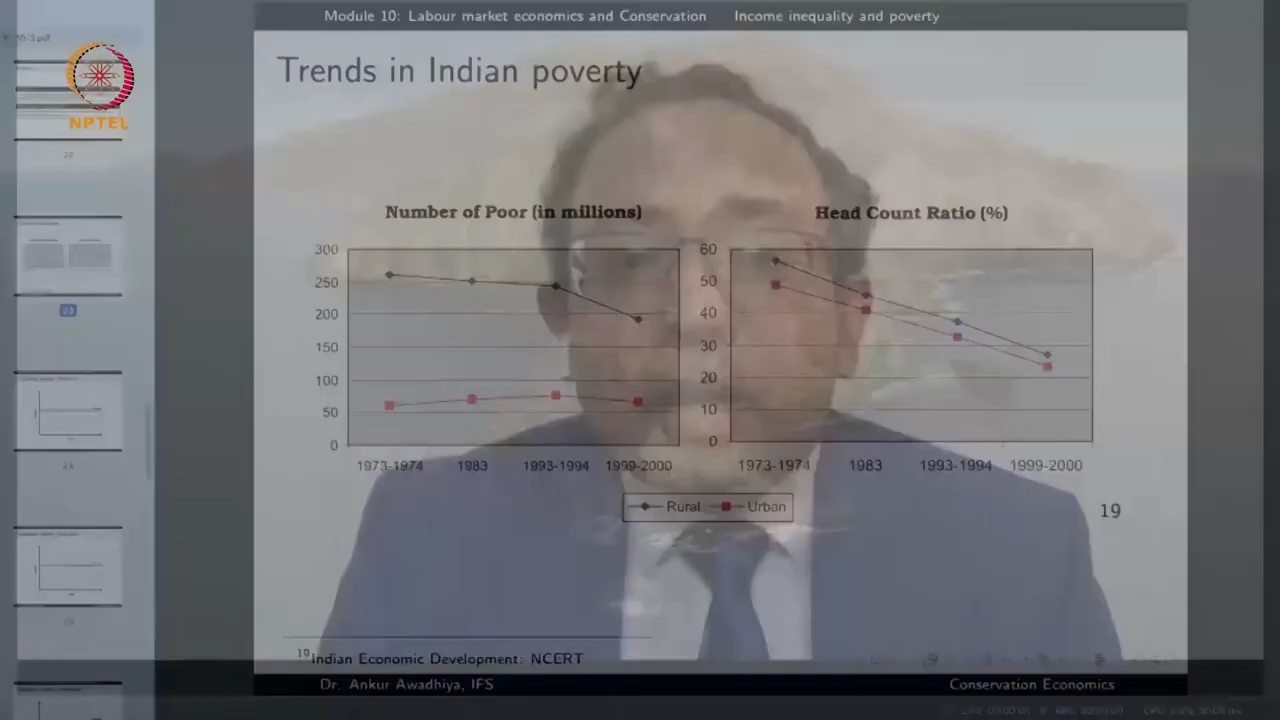 Module 10: Labour market economics and Conservation Income inequality and poverty
NPTEL
Trends in Indian poverty
Number of Poor (in millions)
300
250
200
150
100
50
0
1973-1974 1983 1993-1994 1999-2000
Head Count Ratio (%)
60
50
40
30
20
10
0
1973-1974 1983 1993-1994 1999-2000
Rural Urban
19
19 Indian Economic Development: NCERT
Dr. Ankur Awadhiya, IFS Conservation Economics